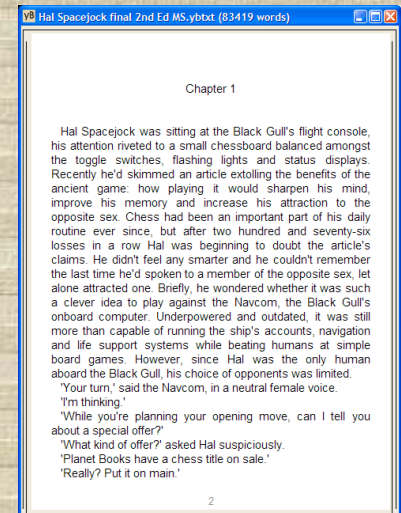 yB Hal Spacejock final 2nd Ed MS.ybtxt (83419 words)
Chapter 1
Hal Spacejock was sitting at the Black Gull's flight console,
his attention riveted to a small chessboard balanced amongst
the toggle switches, flashing lights and status displays.
Recently he'd skimmed an article extolling the benefits of the
ancient game: how playing it would sharpen his mind,
improve his memory and increase his attraction to the
opposite sex. Chess had been an important part of his daily
routine ever since, but after two hundred and seventy-six
losses in a row Hal was beginning to doubt the article's
claims. He didn't feel any smarter and he couldn't remember
the last time he'd spoken to a member of the opposite sex, let
alone attracted one. Briefly, he wondered whether it was such
a clever idea to play against the Navcom, the Black Gull's
onboard computer. Underpowered and outdated, it was still
more than capable of running the ship's accounts, navigation
and life support systems while beating humans at simple
board games. However, since Hal was the only human
aboard the Black Gull, his choice of opponents was limited.
'Your turn,' said the Navcom, in a neutral female voice.
'I'm thinking.'
'While you're planning your opening move, can I tell you
about a special offer?'
'What kind of offer?' asked Hal suspiciously.
'Planet Books have a chess title on sale.'
'Really? Put it on main.'
2